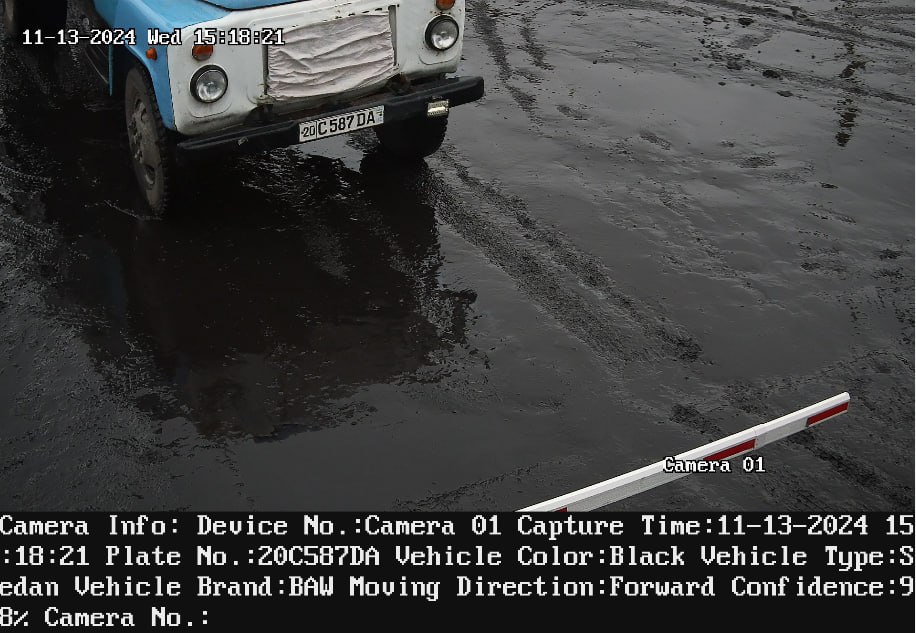 11-13-2024 Wed 15:18:21
20 C 587 DA
Camera 01
Camera Info: Device No.:Camera 01 Capture Time:11-13-2024 15
:18:21 Plate No.:20C587DA Vehicle Color:Black Vehicle Type:S
edan Vehicle Brand:BAW Moving Direction:Forward Confidence:9
8% Camera No.: